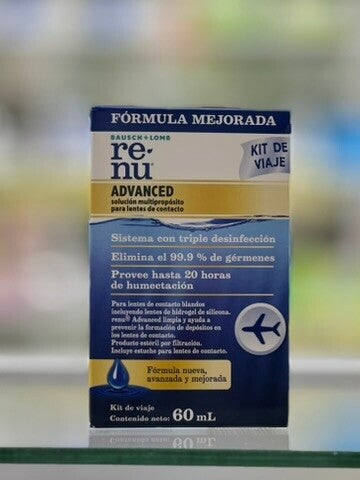 FÓRMULA MEJORADA
BAUSCH + LOMB
re
nu®
KIT DE
VIAJE
ADVANCED
solución multipropósito
para lentes de contacto
Sistema con triple desinfección
Elimina el 99.9 % de gérmenes
Provee hasta 20 horas
de humectación
Para lentes de contacto blandos
incluyendo lentes de hidrogel de silicona.
renu® Advanced limpia y ayuda a
prevenir la formación de depósitos en
los lentes de contacto.
Producto estéril por filtración.
Incluye estuche para lentes de contacto.
Fórmula nueva,
avanzada y mejorada
Kit de viaje
Contenido neto: 60 mL